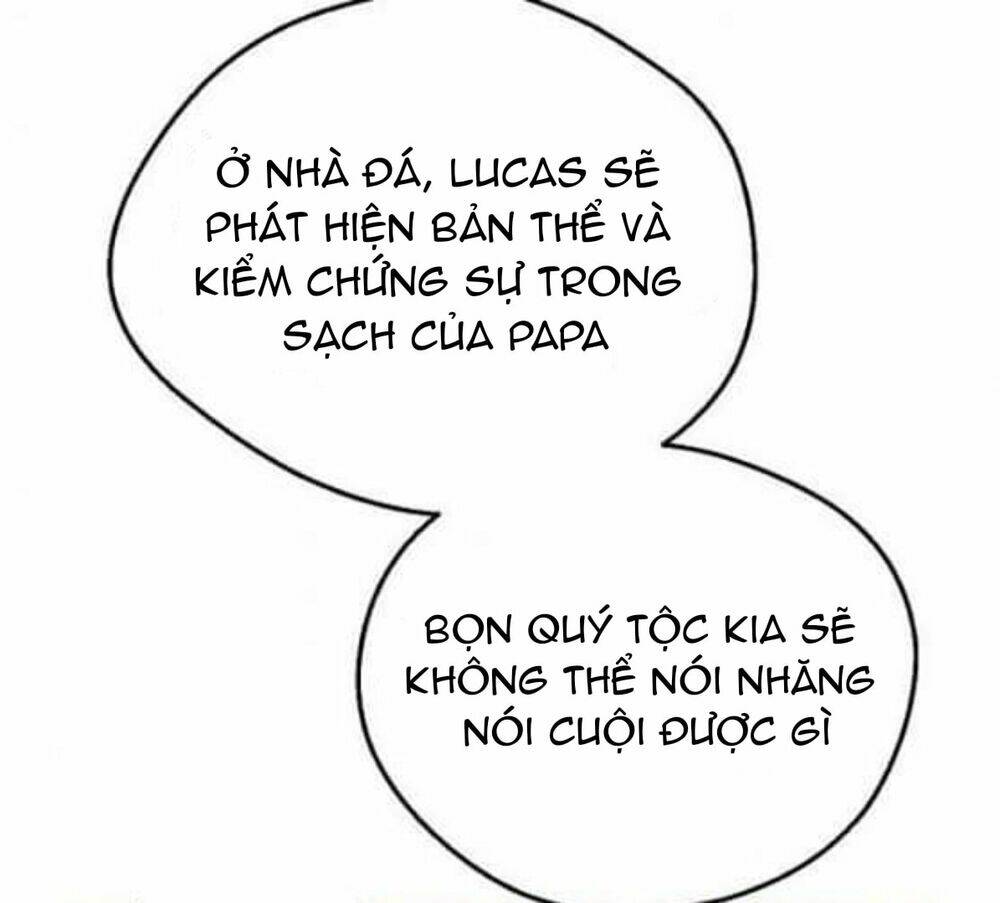 Ở NHÀ ĐÁ, LUCAS SẼ
PHÁT HIỆN BẢN THỂ VÀ
KIỂM CHỨNG SỰ TRONG
SẠCH CỦA PAPA
BỌN QUÝ TỘC KIA SẼ
KHÔNG THỂ NÓI NHĂNG
NÓI CUỘI ĐƯỢC GÌ